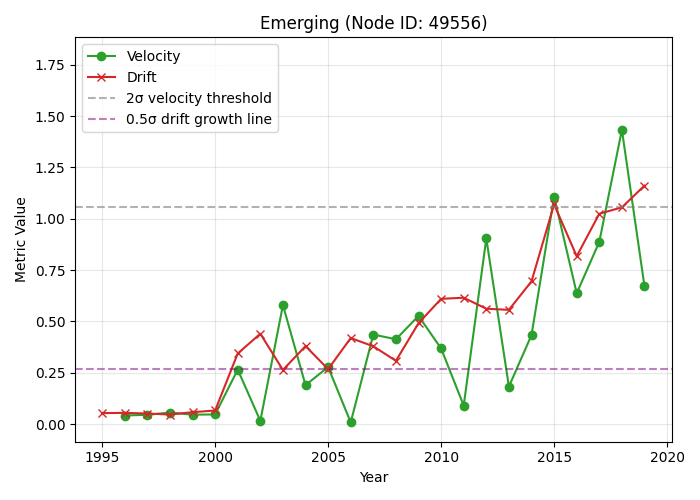 Emerging (Node ID: 49556)
Velocity
Drift
2σ velocity threshold
0.5σ drift growth line
Metric Value
1.75
1.50
1.25
1.00
0.75
0.50
0.25
0.00
1995 2000 2005 2010 2015 2020
Year